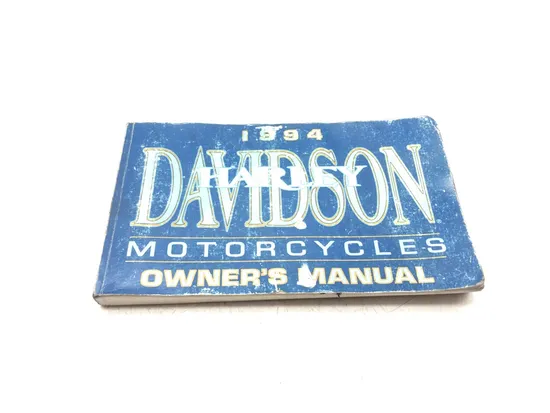 1994
HARLEY
DAVIDSON
MOTORCYCLES
OWNER'S MANUAL